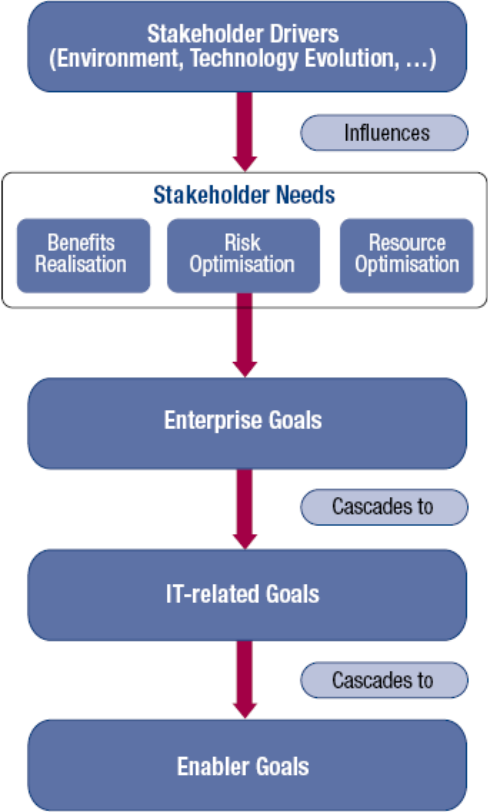 Stakeholder Drivers
(Environment, Technology Evolution, …)
Influences
Stakeholder Needs
Benefits
Realisation
Risk
Optimisation
Resource
Optimisation
Enterprise Goals
Cascades to
IT-related Goals
Cascades to
Enabler Goals